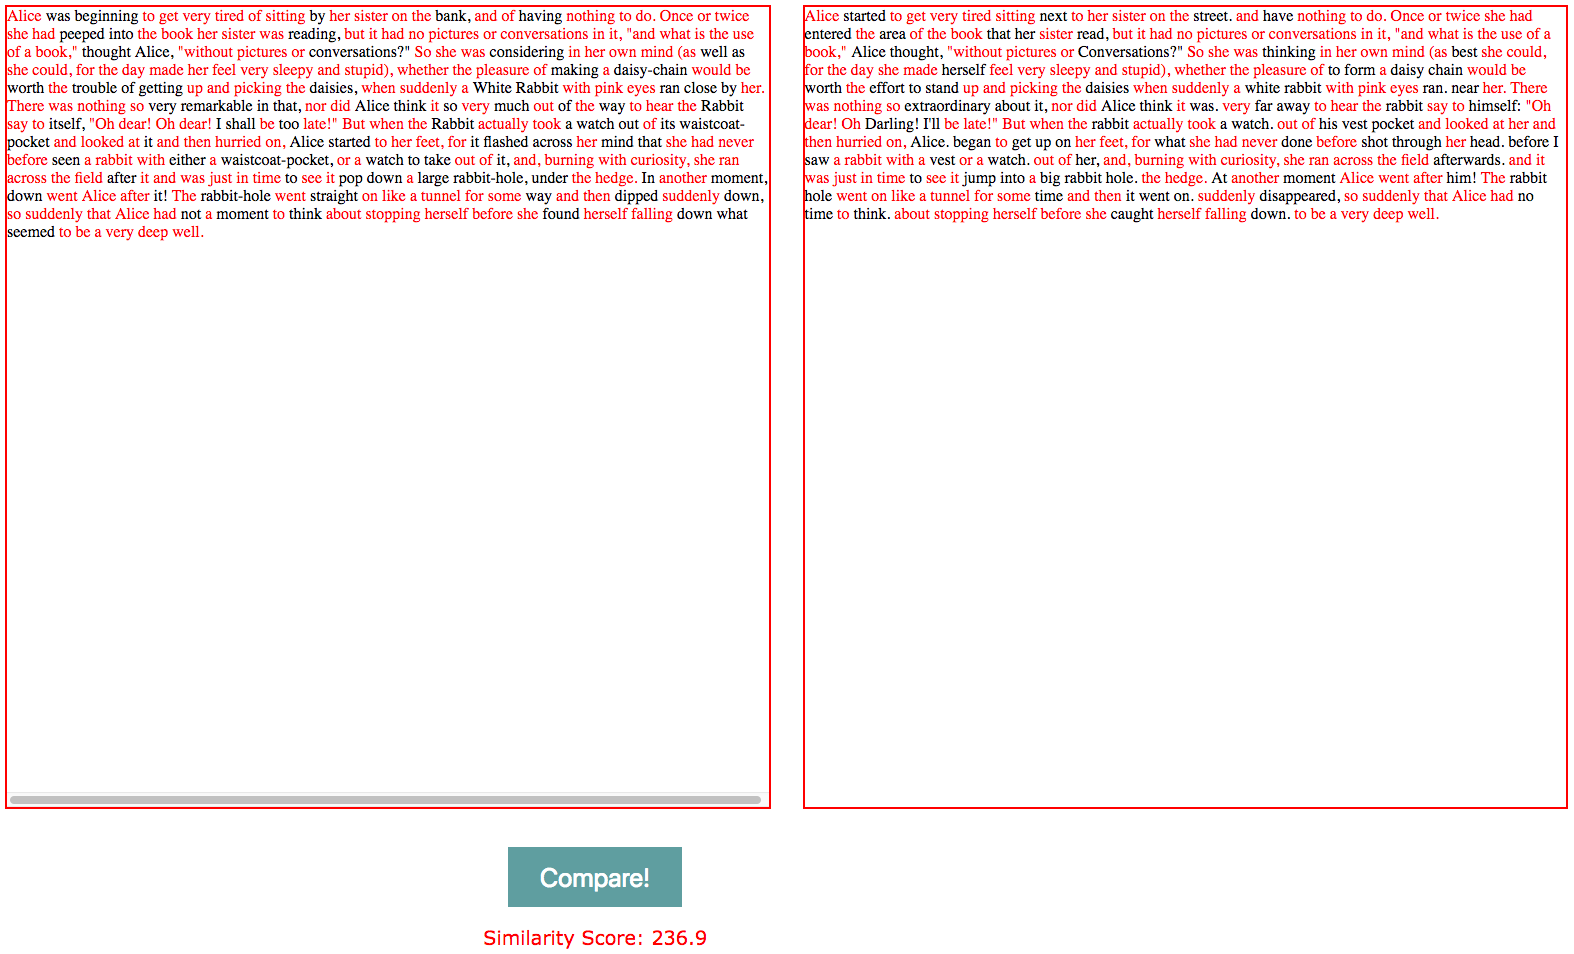 Alice was beginning to get very tired of sitting by her sister on the bank, and of having nothing to do. Once or twice
she had peeped into the book her sister was reading, but it had no pictures or conversations in it, "and what is the use
of a book," thought Alice, "without pictures or conversations?" So she was considering in her own mind (as well as
she could, for the day made her feel very sleepy and stupid), whether the pleasure of making a daisy-chain would be
worth the trouble of getting up and picking the daisies, when suddenly a White Rabbit with pink eyes ran close by her.
There was nothing so very remarkable in that, nor did Alice think it so very much out of the way to hear the Rabbit
say to itself, "Oh dear! Oh dear! I shall be too late!" But when the Rabbit actually took a watch out of its waistcoat-
pocket and looked at it and then hurried on, Alice started to her feet, for it flashed across her mind that she had never
before seen a rabbit with either a waistcoat-pocket, or a watch to take out of it, and, burning with curiosity, she ran
across the field after it and was just in time to see it pop down a large rabbit-hole, under the hedge. In another moment,
down went Alice after it! The rabbit-hole went straight on like a tunnel for some way and then dipped suddenly down,
so suddenly that Alice had not a moment to think about stopping herself before she found herself falling down what
seemed to be a very deep well.
Alice started to get very tired sitting next to her sister on the street. and have nothing to do. Once or twice she had
entered the area of the book that her sister read, but it had no pictures or conversations in it, "and what is the use of a
book," Alice thought, "without pictures or Conversations?" So she was thinking in her own mind (as best she could,
for the day she made herself feel very sleepy and stupid), whether the pleasure of to form a daisy chain would be
worth the effort to stand up and picking the daisies when suddenly a white rabbit with pink eyes ran. near her. There
was nothing so extraordinary about it, nor did Alice think it was. very far away to hear the rabbit say to himself: "Oh
dear! Oh Darling! I'll be late!" But when the rabbit actually took a watch. out of his vest pocket and looked at her and
then hurried on, Alice. began to get up on her feet, for what she had never done before shot through her head. before I
saw a rabbit with a vest or a watch. out of her, and, burning with curiosity, she ran across the field afterwards. and it
was just in time to see it jump into a big rabbit hole. the hedge. At another moment Alice went after him! The rabbit
hole went on like a tunnel for some time and then it went on. suddenly disappeared, so suddenly that Alice had no
time to think. about stopping herself before she caught herself falling down. to be a very deep well.
Compare!
Similarity Score: 236.9